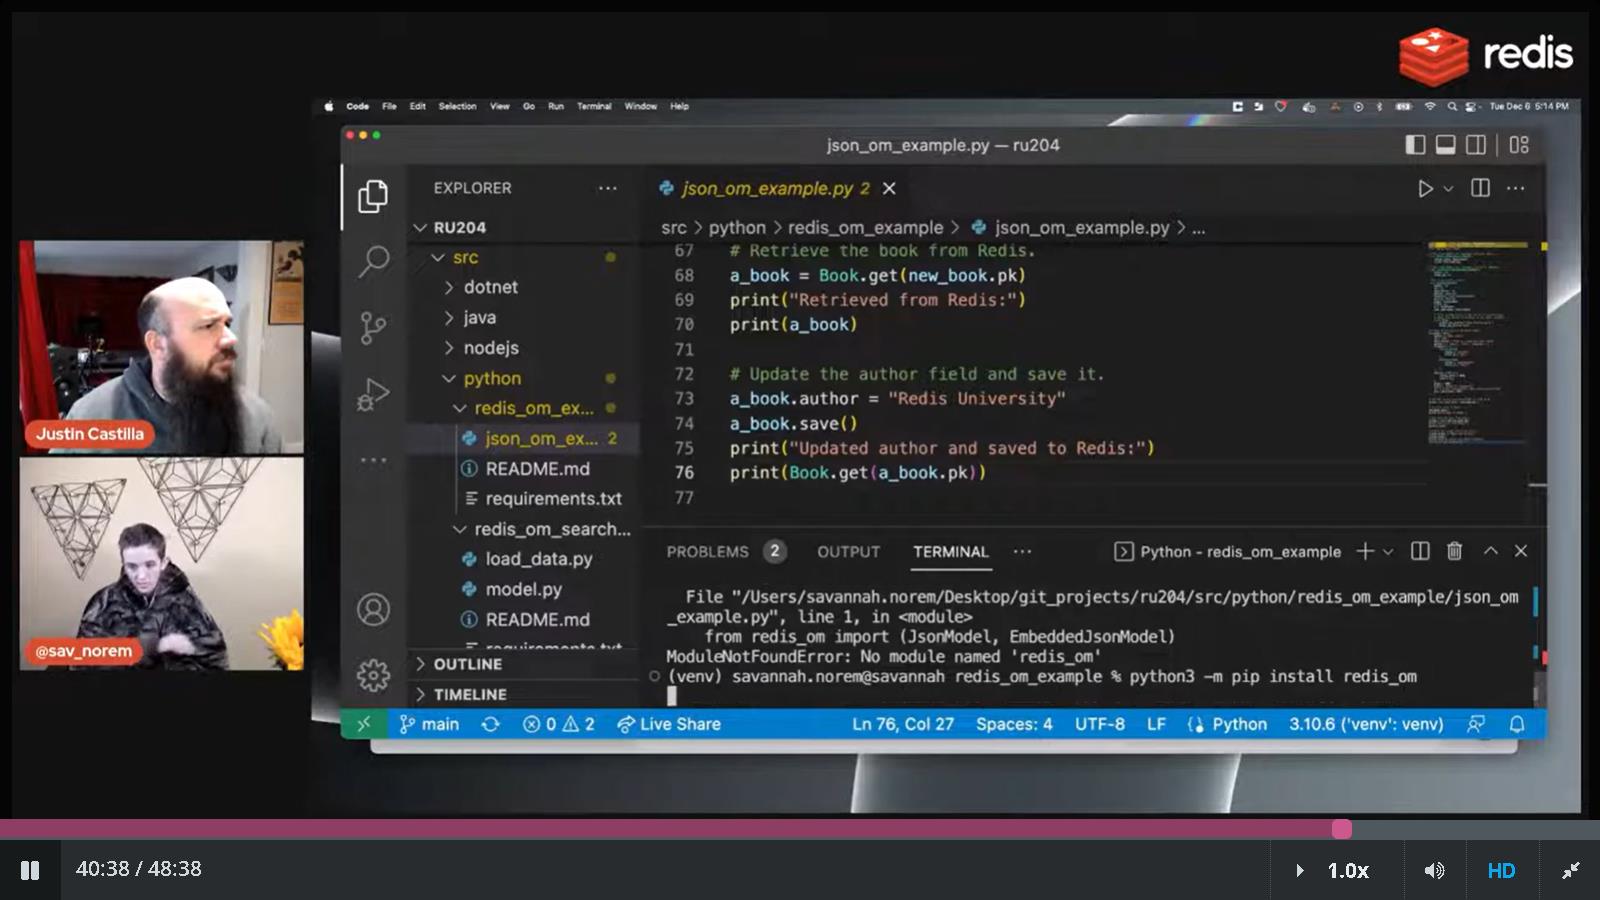 redis
Code File Edit Selection View Go Run Terminal Window Help
Tue Dec 6 5:14 PM
json_om_example.py — ru204
EXPLORER ...
json_om_example.py 2
RU204
src > python > redis_om_example > json_om_example.py > ...
src
dotnet
java
nodejs
python
redis_om_ex...
json_om_ex... 2
README.md
requirements.txt
redis_om_search...
load_data.py
model.py
README.md
requirements.txt
OUTLINE
TIMELINE
67 # Retrieve the book from Redis.
68 a_book = Book.get(new_book.pk)
69 print("Retrieved from Redis:")
70 print(a_book)
71
72 # Update the author field and save it.
73 a_book.author = "Redis University"
74 a_book.save()
75 print("Updated author and saved to Redis:")
76 print(Book.get(a_book.pk))
77
PROBLEMS 2 OUTPUT TERMINAL ... Python - redis_om_example
File "/Users/savannah.norem/Desktop/git_projects/ru204/src/python/redis_om_example/json_om
_example.py", line 1, in <module>
from redis_om import (JsonModel, EmbeddedJsonModel)
ModuleNotFoundError: No module named 'redis_om'
(venv) savannah.norem@savannah redis_om_example % python3 -m pip install redis_om
main 0 2 Live Share Ln 76, Col 27 Spaces: 4 UTF-8 LF Python 3.10.6 ('venv': venv)
Justin Castilla
@sav_norem
40:38 / 48:38
1.0x
HD